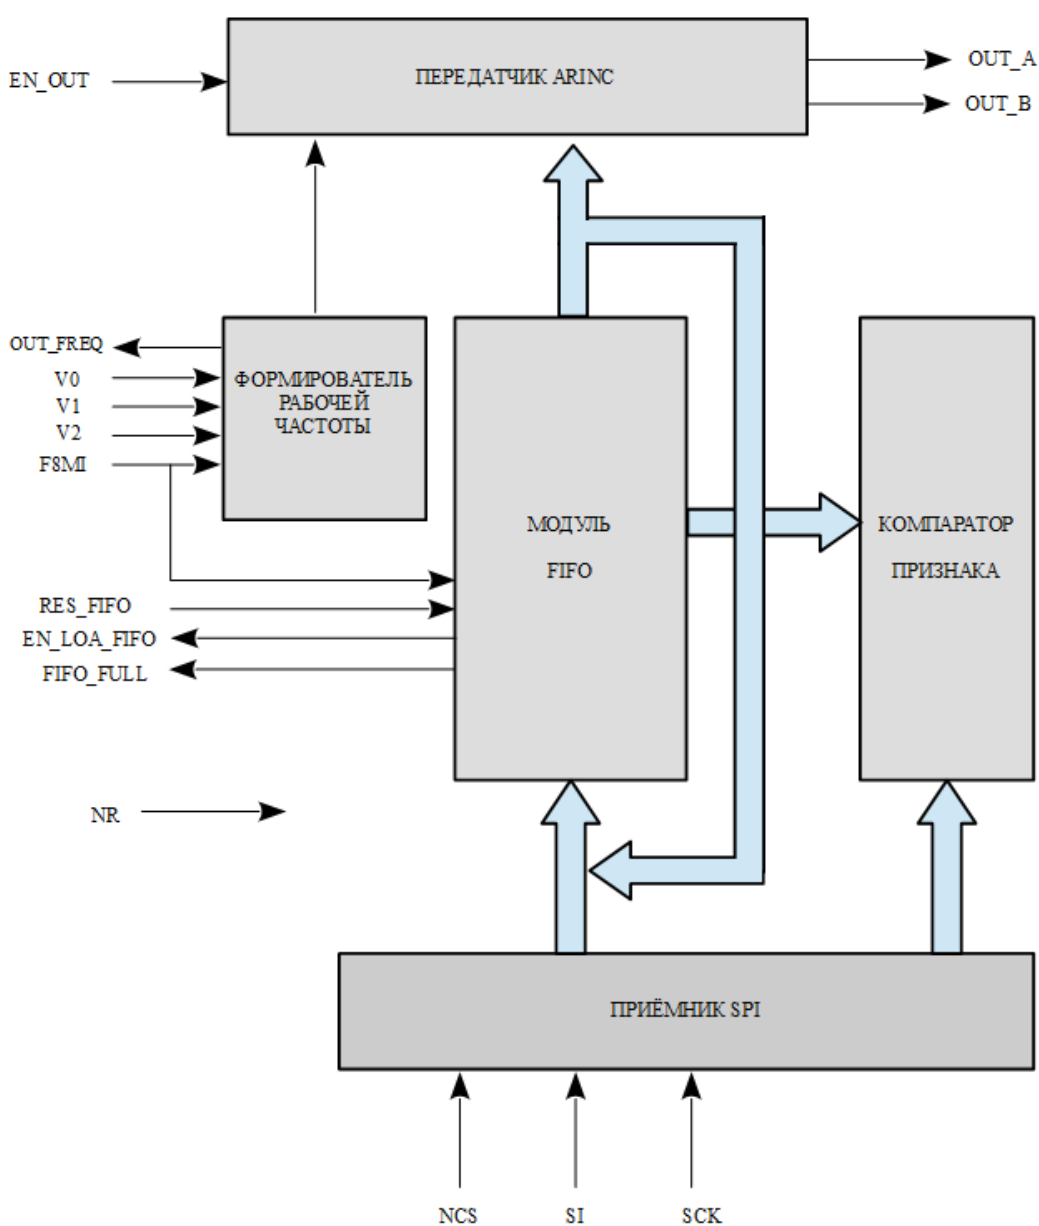 EN_OUT
ПЕРЕДАТЧИК ARINC
OUT_A
OUT_B
OUT_FREQ
V0
V1
V2
F8MI
ФОРМИРОВАТЕЛЬ
РАБОЧЕЙ
ЧАСТОТЫ
МОДУЛЬ
FIFO
КОМПАРАТОР
ПРИЗНАКА
RES_FIFO
EN_LOA_FIFO
FIFO_FULL
NR
ПРИЁМНИК SPI
NCS
SI
SCK